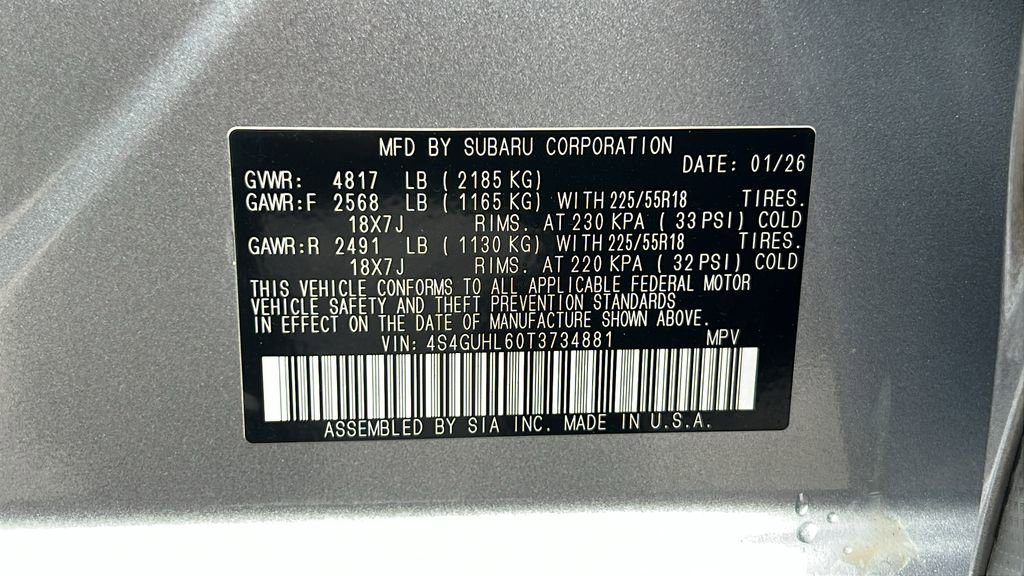 MFD BY SUBARU CORPORATION
DATE: 01/26
GVWR: 4817 LB ( 2185 KG)
GAWR:F 2568 LB ( 1165 KG) WITH 225/55R18 TIRES.
18X7J RIMS. AT 230 KPA ( 33 PSI) COLD
GAWR:R 2491 LB ( 1130 KG) WITH 225/55R18 TIRES.
18X7J RIMS. AT 220 KPA ( 32 PSI) COLD
THIS VEHICLE CONFORMS TO ALL APPLICABLE FEDERAL MOTOR
VEHICLE SAFETY AND THEFT PREVENTION STANDARDS
IN EFFECT ON THE DATE OF MANUFACTURE SHOWN ABOVE.
VIN: 4S4GUHL60T3734881 MPV
ASSEMBLED BY SIA INC. MADE IN U.S.A.